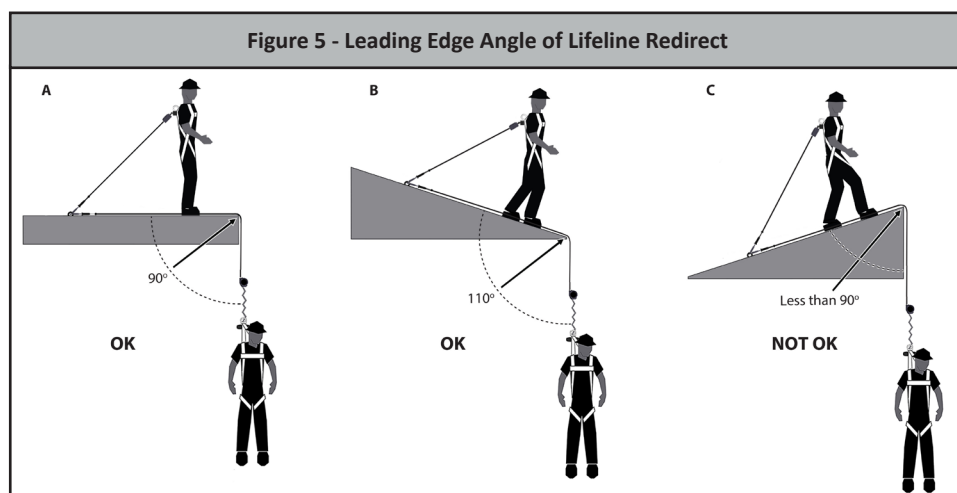 Figure 5 - Leading Edge Angle of Lifeline Redirect
A
B
C
90°
110°
Less than 90°
OK
OK
NOT OK